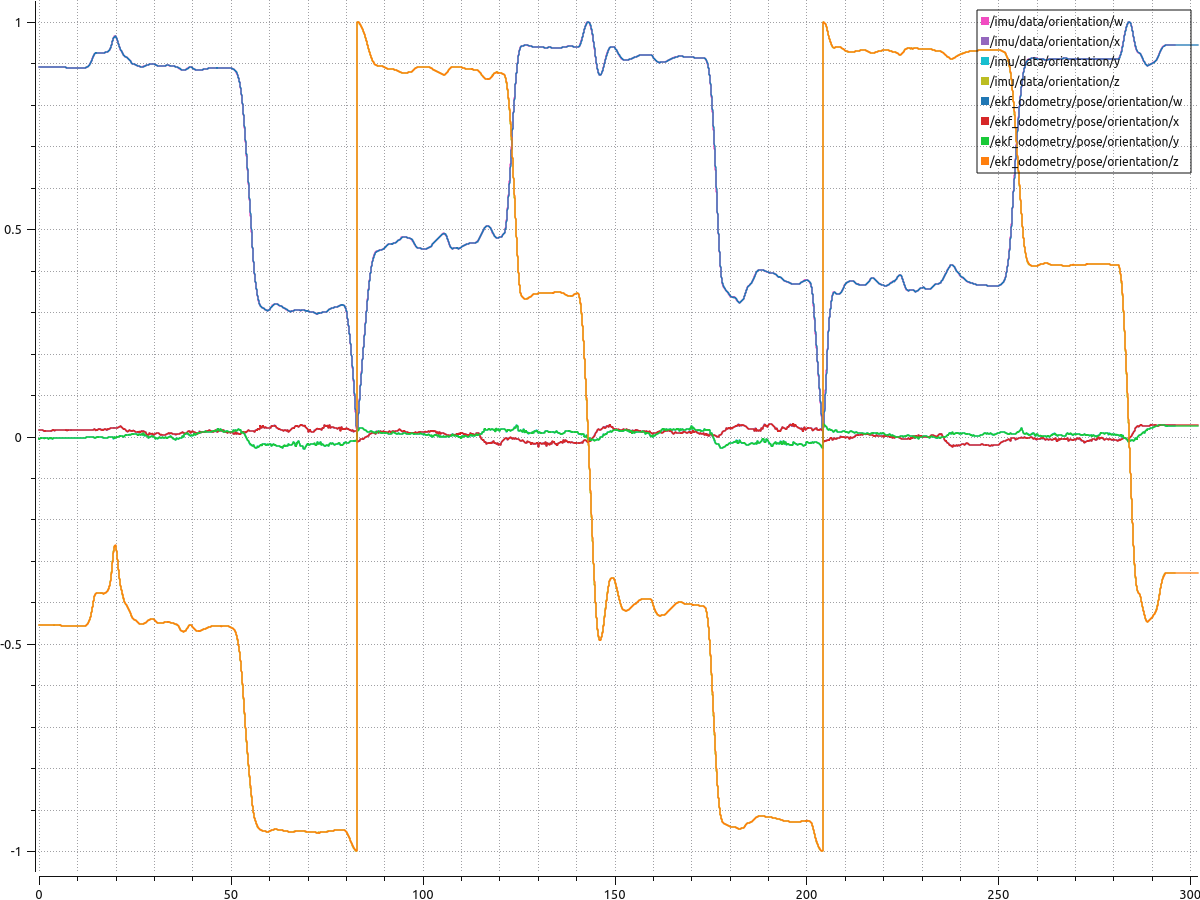 1
0.5
0
-0.5
-1
/imu/data/orientation/w
/imu/data/orientation/x
/imu/data/orientation/y
/imu/data/orientation/z
/ekf_odometry/pose/orientation/w
/ekf_odometry/pose/orientation/x
/ekf_odometry/pose/orientation/y
/ekf_odometry/pose/orientation/z
0 50 100 150 200 250 300